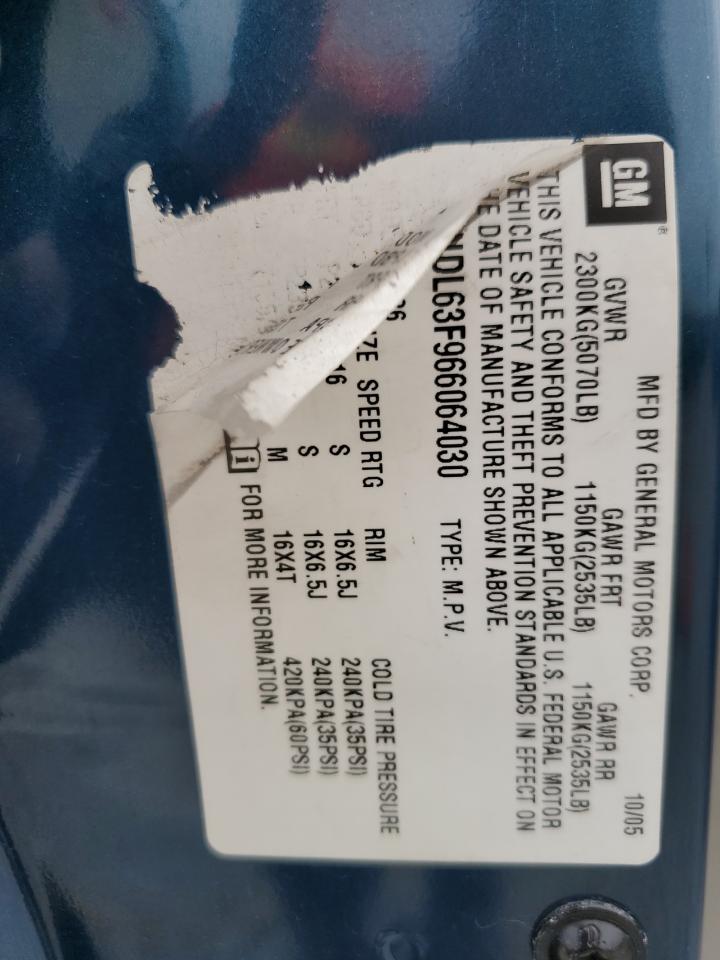 GM
MFD BY GENERAL MOTORS CORP. 10/05
GVWR GAWR FRT GAWR RR
2300KG(5070LB) 1150KG(2535LB) 1150KG(2535LB)
THIS VEHICLE CONFORMS TO ALL APPLICABLE U.S. FEDERAL MOTOR
VEHICLE SAFETY AND THEFT PREVENTION STANDARDS IN EFFECT ON
DATE OF MANUFACTURE SHOWN ABOVE.
DL63F966064030 TYPE: M.P.V.
SPEED RTG RIM COLD TIRE PRESSURE
16 S 16X6.5J 240KPA(35PSI)
S 16X6.5J 240KPA(35PSI)
M 16X4T 420KPA(60PSI)
FOR MORE INFORMATION.